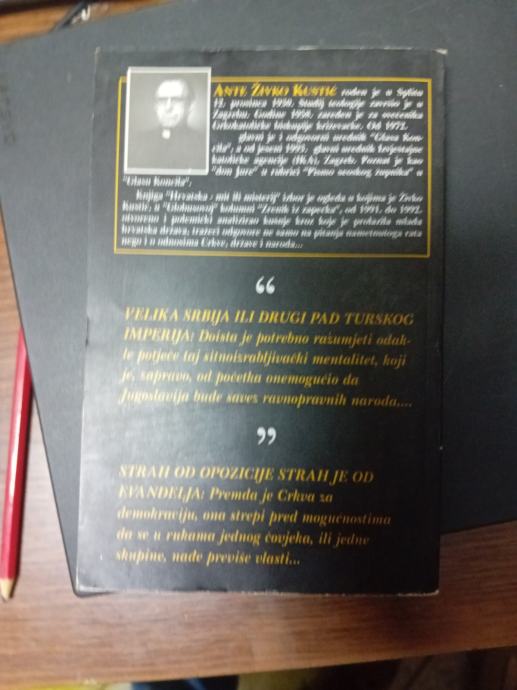 ANTE ŽIVKO KUSTIĆ rođen je u Splitu
12. prosinca 1930. Studij teologije završio je u
Zagrebu. Godine 1958. zaređen je za svećenika
Grkokatoličke biskupije križevačke. Od 1972.
glavni je i odgovorni urednik "Glasa Kon-
cila", a od jeseni 1993. glavni urednik Izvještajne
katoličke agencije (IKA), Zagreb. Poznat je kao
"don Jure" u rubrici "Pismo seoskog župnika" u
"Glasu Koncila".
Knjiga "Hrvatska - mit ili misterij" izbor je ogleda u kojima je Živko
Kustić, u "Globusovoj" kolumni "Zrenik iz zapećka", od 1991. do 1992.
otvoreno i polemički analizirao kušnje kroz koje je prolazila mlada
hrvatska država, tražeći odgovore ne samo na pitanja nametnutoga rata
nego i o odnosima Crkve, države i naroda...
“
VELIKA SRBIJA ILI DRUGI PAD TURSKOG
IMPERIJA: Doista je potrebno razumjeti odak-
le potječe taj sitnoizrabljivački mentalitet, koji
je, zapravo, od početka onemogućio da
Jugoslavija bude savez ravnopravnih naroda,...
”
STRAH OD OPOZICIJE STRAH JE OD
EVANĐELJA: Premda je Crkva za
demokraciju, ona strepi pred mogućnostima
da se u rukama jednog čovjeka, ili jedne
skupine, nađe previše vlasti...